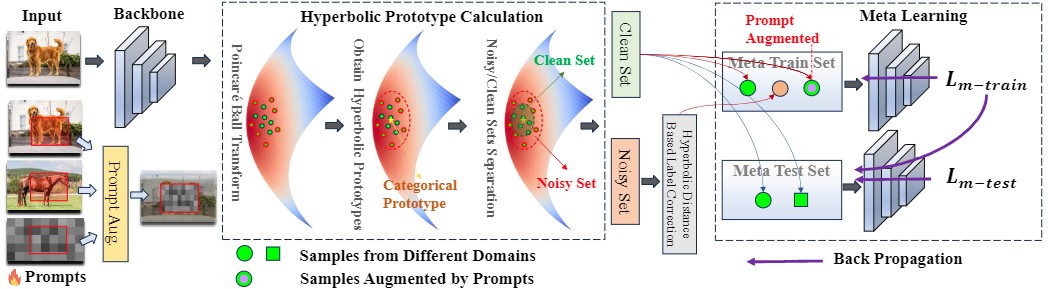 Input
Backbone
Hyperbolic Prototype Calculation
Meta Learning
Poincaré Ball Transform
Obtain Hyperbolic Prototypes
Categorical
Prototype
Noisy/Clean Sets Separation
Clean Set
Noisy Set
Clean Set
Noisy Set
Hyperbolic Distance
Based Label Correction
Prompt
Augmented
Meta Train Set
Meta Test Set
L m-train
L m-test
Prompt Aug.
🔥 Prompts
Samples from Different Domains
Samples Augmented by Prompts
Back Propagation